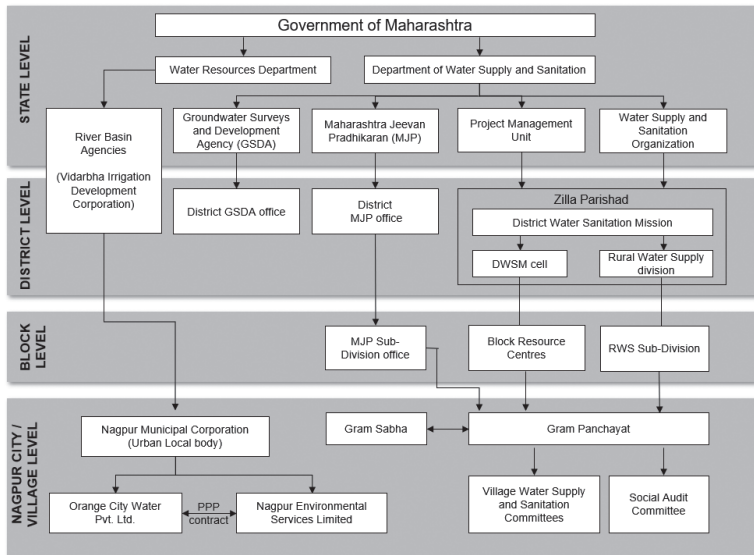 Government of Maharashtra
STATE LEVEL
Water Resources Department
Department of Water Supply and Sanitation
River Basin
Agencies
(Vidarbha Irrigation
Development
Corporation)
Groundwater Surveys
and Development
Agency (GSDA)
Maharashtra Jeevan
Pradhikaran (MJP)
Project Management
Unit
Water Supply and
Sanitation
Organization
DISTRICT LEVEL
District GSDA office
District
MJP office
Zilla Parishad
District Water Sanitation Mission
DWSM cell
Rural Water Supply
division
BLOCK
LEVEL
MJP Sub-
Division office
Block Resource
Centres
RWS Sub-Division
NAGPUR CITY /
VILLAGE LEVEL
Nagpur Municipal Corporation
(Urban Local body)
Gram Sabha
Gram Panchayat
Orange City Water
Pvt. Ltd.
PPP
contract
Nagpur Environmental
Services Limited
Village Water Supply
and Sanitation
Committees
Social Audit
Committee